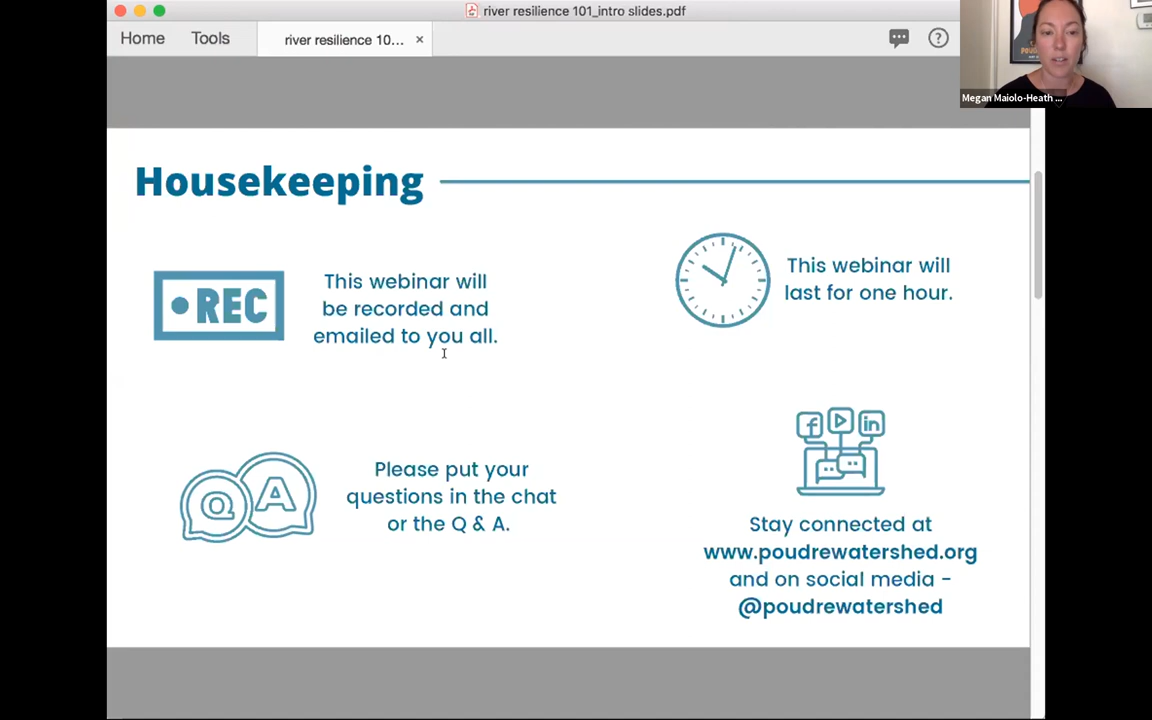 river resilience 101_intro slides.pdf
Home
Tools
river resilience 10...
Megan Maiolo-Heath ...
Housekeeping
REC
This webinar will
be recorded and
emailed to you all.
This webinar will
last for one hour.
Q A
Please put your
questions in the chat
or the Q & A.
f
in
Stay connected at
www.poudrewatershed.org
and on social media -
@poudrewatershed